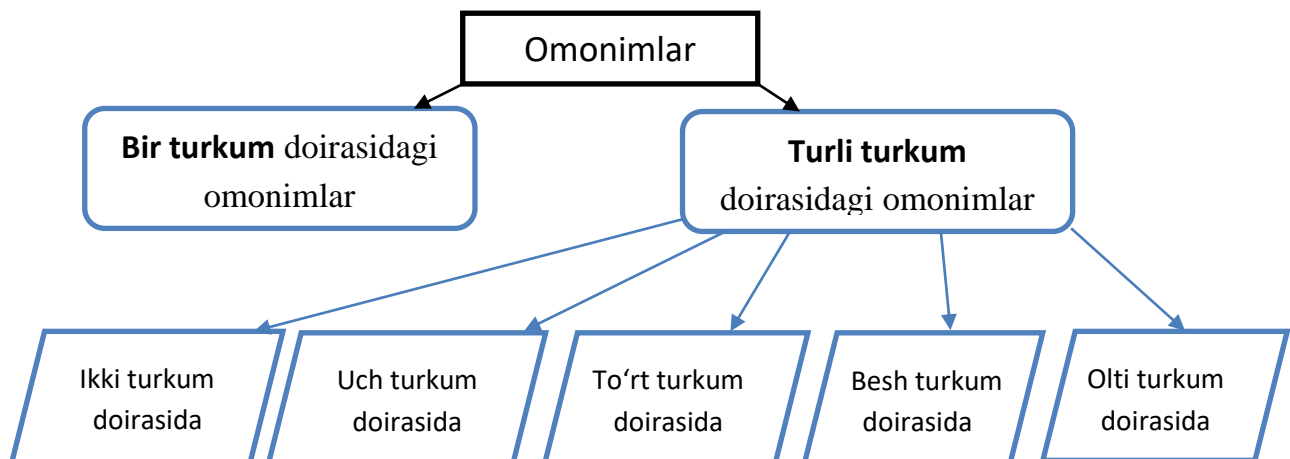 Omonimlar
Bir turkum doirasidagi
omonimlar
Turli turkum
doirasidagi omonimlar
Ikki turkum
doirasida
Uch turkum
doirasida
To‘rt turkum
doirasida
Besh turkum
doirasida
Olti turkum
doirasida